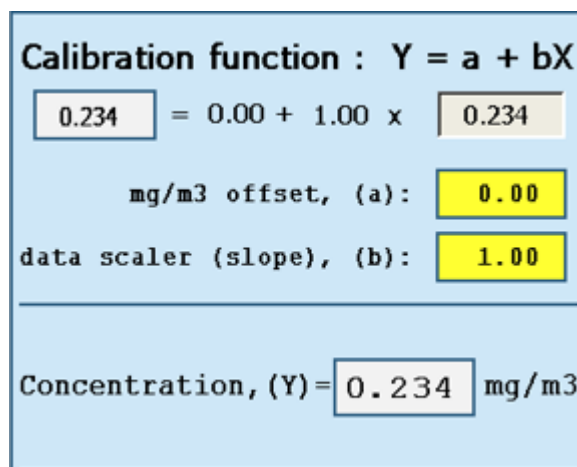 Calibration function : Y = a + bX
0.234 = 0.00 + 1.00 x 0.234
mg/m3 offset, (a): 0.00
data scaler (slope), (b): 1.00
Concentration, (Y)= 0.234 mg/m3